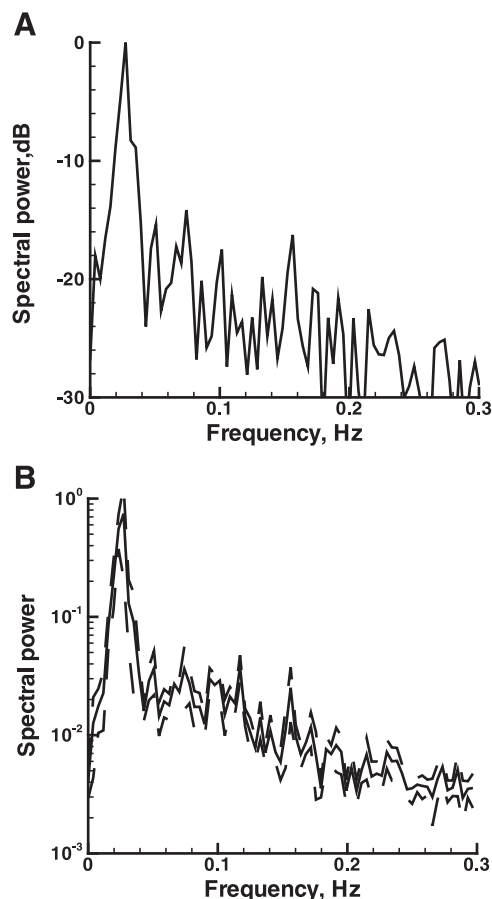 A
Spectral power,dB
0
-10
-20
-30
0 0.1 0.2 0.3
Frequency, Hz
B
Spectral power
10^0
10^-1
10^-2
10^-3
0 0.1 0.2 0.3
Frequency, Hz